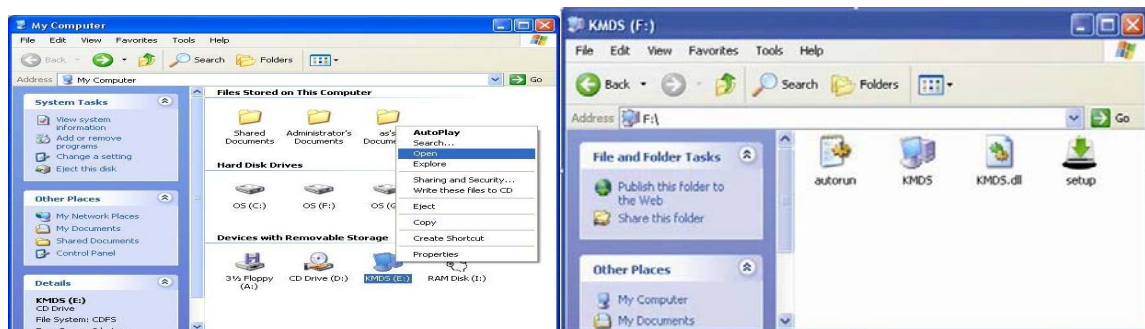 My Computer
File Edit View Favorites Tools Help
Back Search Folders
Address My Computer Go
System Tasks
View system
information
Add or remove
programs
Change a setting
Eject this disk
Other Places
My Network Places
My Documents
Shared Documents
Control Panel
Details
KMDS (E:)
CD Drive
File System: CDFS
Files Stored on This Computer
Shared
Documents
Administrator's
Documents
as's
Hard Disk Drives
OS (C:) OS (F:)
Devices with Removable Storage
3½ Floppy
(A:)
CD Drive (D:) KMDS (E:) RAM Disk (I:)
AutoPlay
Search...
Open
Explore
Sharing and Security...
Write these files to CD
Eject
Copy
Create Shortcut
Properties
KMDS (F:)
File Edit View Favorites Tools Help
Back Search Folders
Address F:\ Go
File and Folder Tasks
Publish this folder to
the Web
Share this folder
Other Places
My Computer
My Documents
autorun KMDS KMDS.dll setup